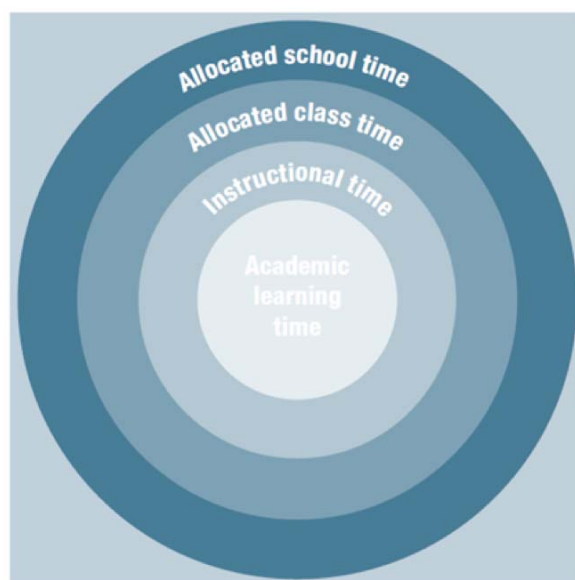 Allocated school time
Allocated class time
Instructional time
Academic
learning
time